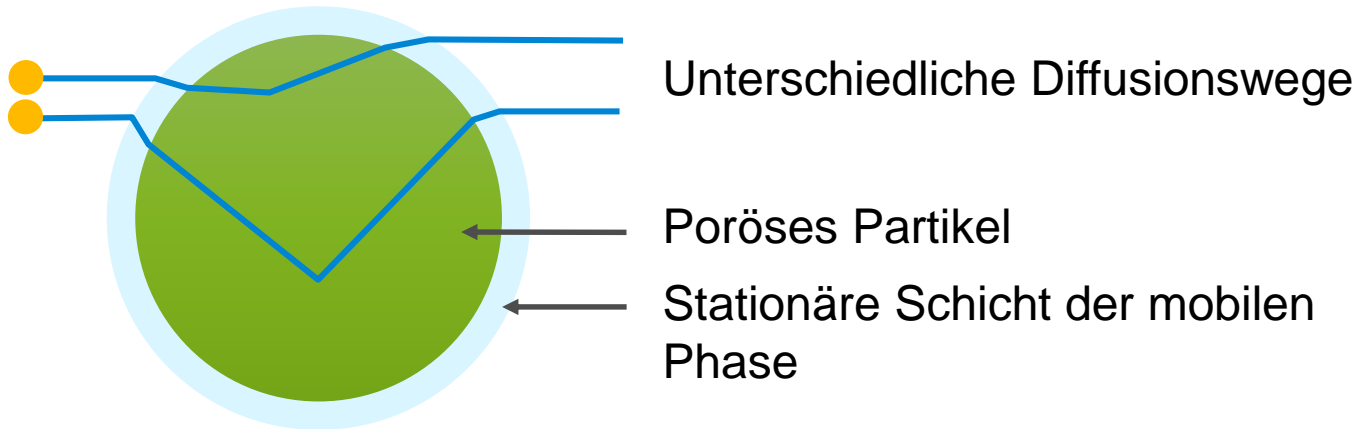 Unterschiedliche Diffusionswege
Poröses Partikel
Stationäre Schicht der mobilen
Phase